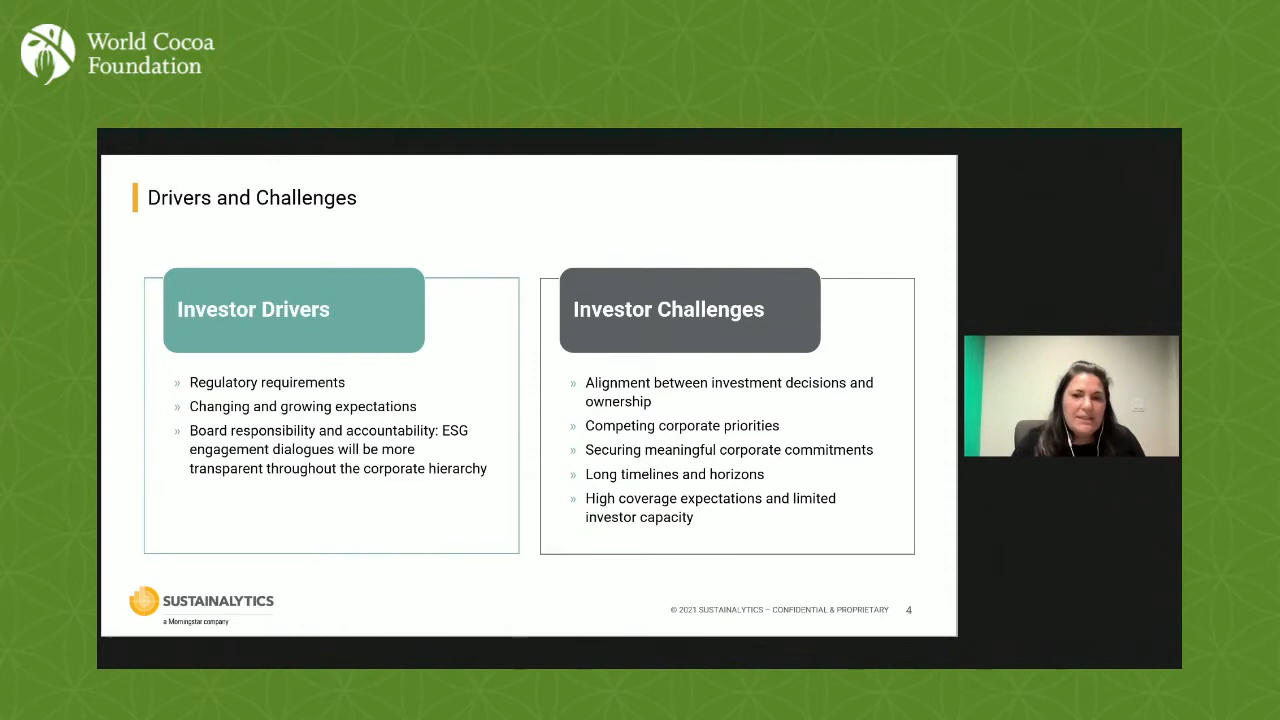 World Cocoa
Foundation
Drivers and Challenges
Investor Drivers
» Regulatory requirements
» Changing and growing expectations
» Board responsibility and accountability: ESG
engagement dialogues will be more
transparent throughout the corporate hierarchy
Investor Challenges
» Alignment between investment decisions and
ownership
» Competing corporate priorities
» Securing meaningful corporate commitments
» Long timelines and horizons
» High coverage expectations and limited
investor capacity
SUSTAINALYTICS
a Morningstar company
© 2021 SUSTAINALYTICS – CONFIDENTIAL & PROPRIETARY 4